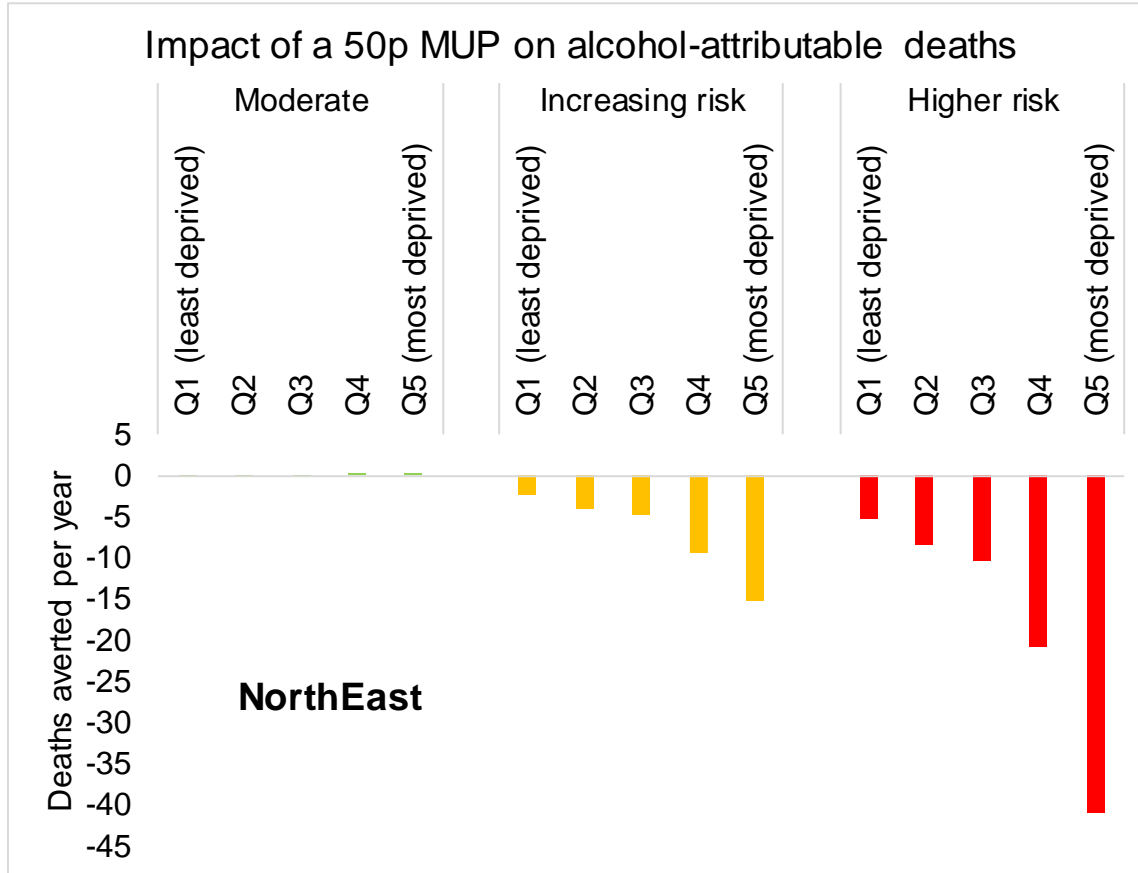 Impact of a 50p MUP on alcohol-attributable deaths
Moderate
Increasing risk
Higher risk
Q1 (least deprived)
Q2
Q3
Q4
Q5 (most deprived)
Q1 (least deprived)
Q2
Q3
Q4
Q5 (most deprived)
Q1 (least deprived)
Q2
Q3
Q4
Q5 (most deprived)
Deaths averted per year
5
0
-5
-10
-15
-20
-25
-30
-35
-40
-45
NorthEast